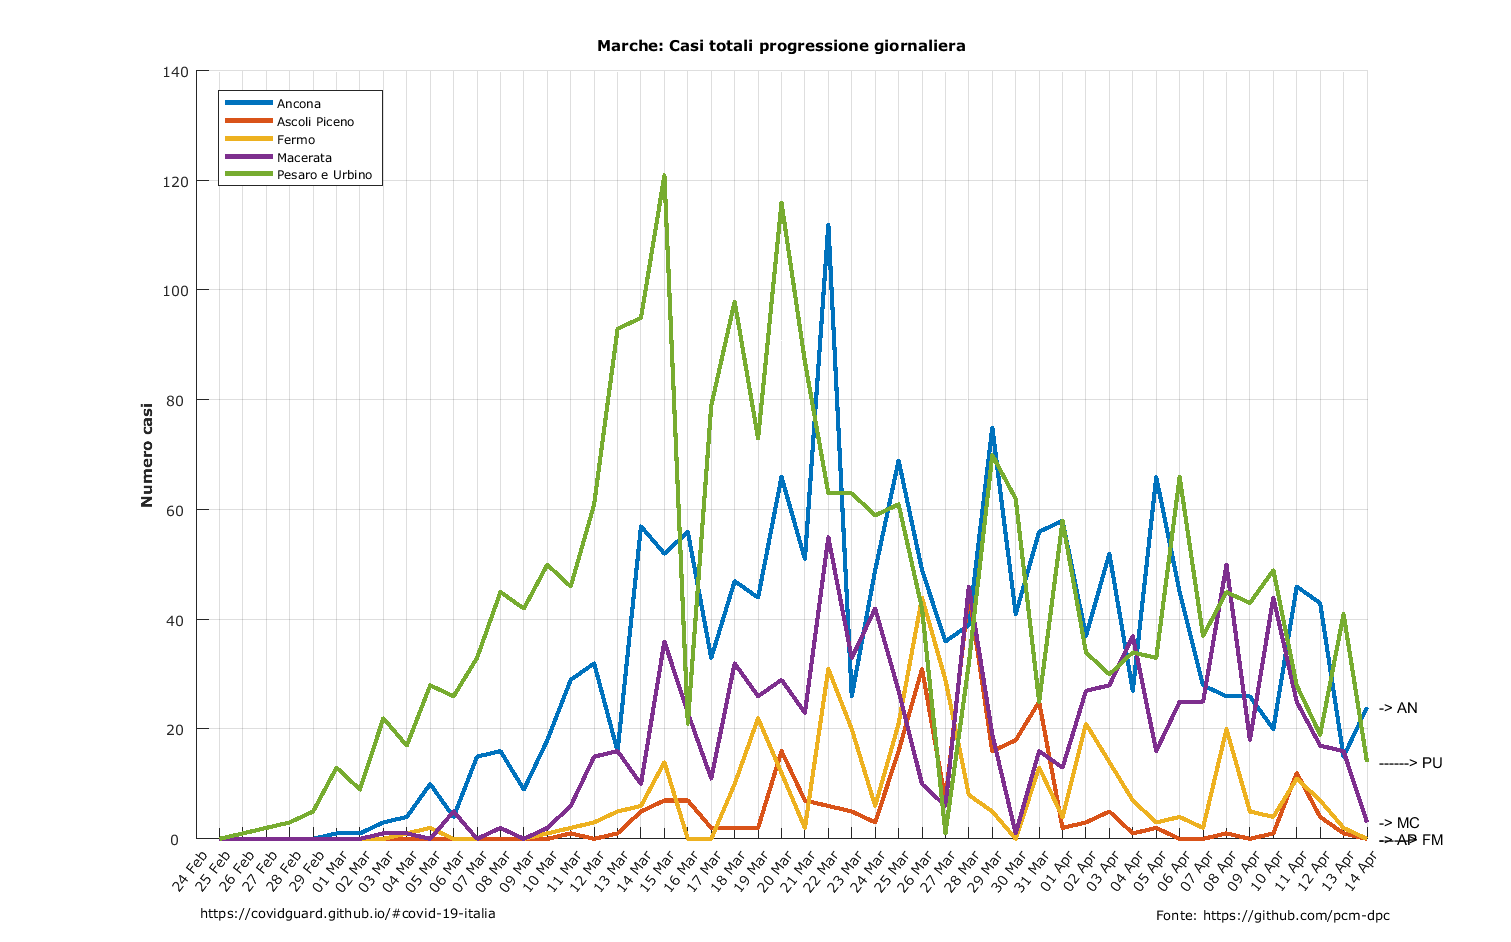 Marche: Casi totali progressione giornaliera
140
120
100
80
60
40
20
0
Numero casi
Ancona
Ascoli Piceno
Fermo
Macerata
Pesaro e Urbino
-> AN
------> PU
-> MC
-> AP
FM
24 Feb
25 Feb
26 Feb
27 Feb
28 Feb
29 Feb
01 Mar
02 Mar
03 Mar
04 Mar
05 Mar
06 Mar
07 Mar
08 Mar
09 Mar
10 Mar
11 Mar
12 Mar
13 Mar
14 Mar
15 Mar
16 Mar
17 Mar
18 Mar
19 Mar
20 Mar
21 Mar
22 Mar
23 Mar
24 Mar
25 Mar
26 Mar
27 Mar
28 Mar
29 Mar
30 Mar
31 Mar
01 Apr
02 Apr
03 Apr
04 Apr
05 Apr
06 Apr
07 Apr
08 Apr
09 Apr
10 Apr
11 Apr
12 Apr
13 Apr
14 Apr
https://covidguard.github.io/#covid-19-italia
Fonte: https://github.com/pcm-dpc